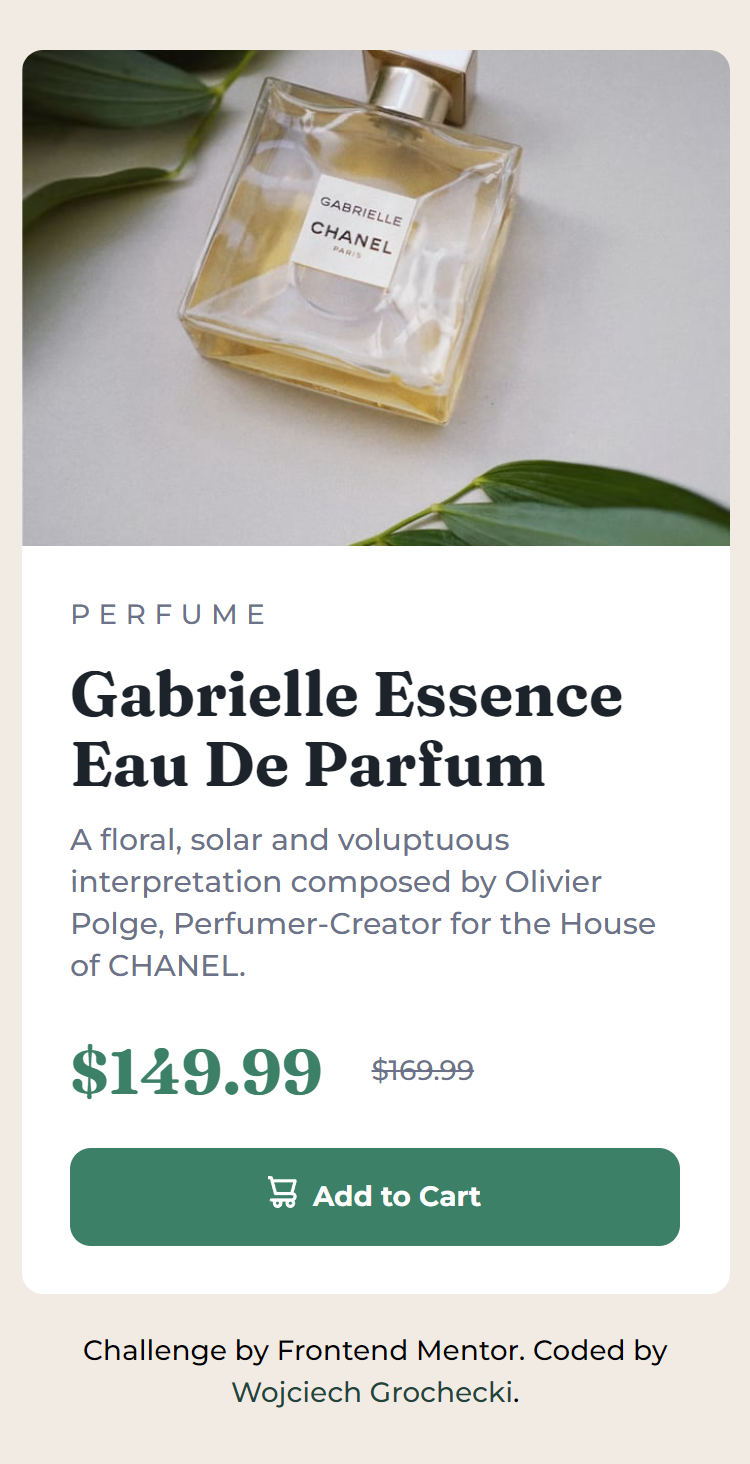 GABRIELLE
CHANEL
PARIS
PERFUME
Gabrielle Essence
Eau De Parfum
A floral, solar and voluptuous
interpretation composed by Olivier
Polge, Perfumer-Creator for the House
of CHANEL.
$149.99 $169.99
Add to Cart
Challenge by Frontend Mentor. Coded by
Wojciech Grochecki.